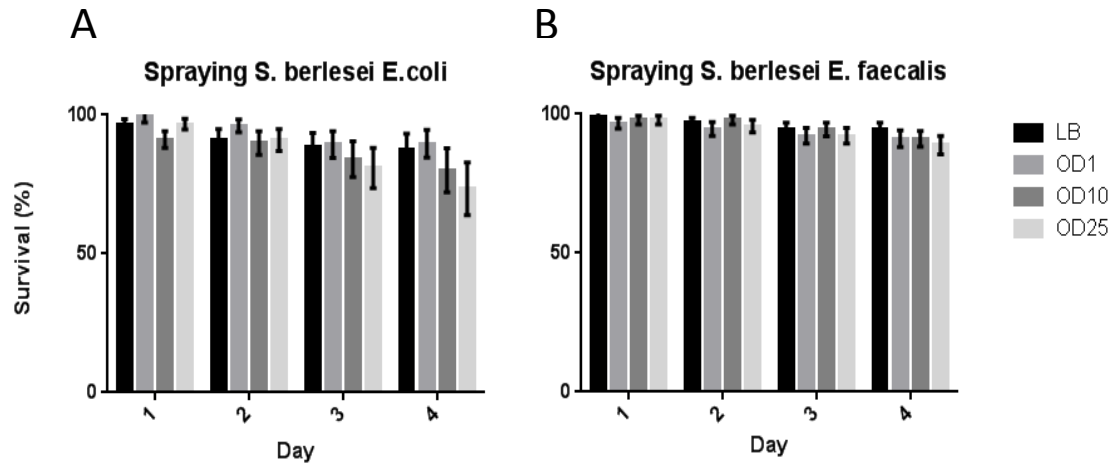 A
Spraying S. berlesei E.coli
Survival (%)
100
50
0
1
2
3
4
Day
B
Spraying S. berlesei E. faecalis
100
50
0
1
2
3
4
Day
LB
OD1
OD10
OD25